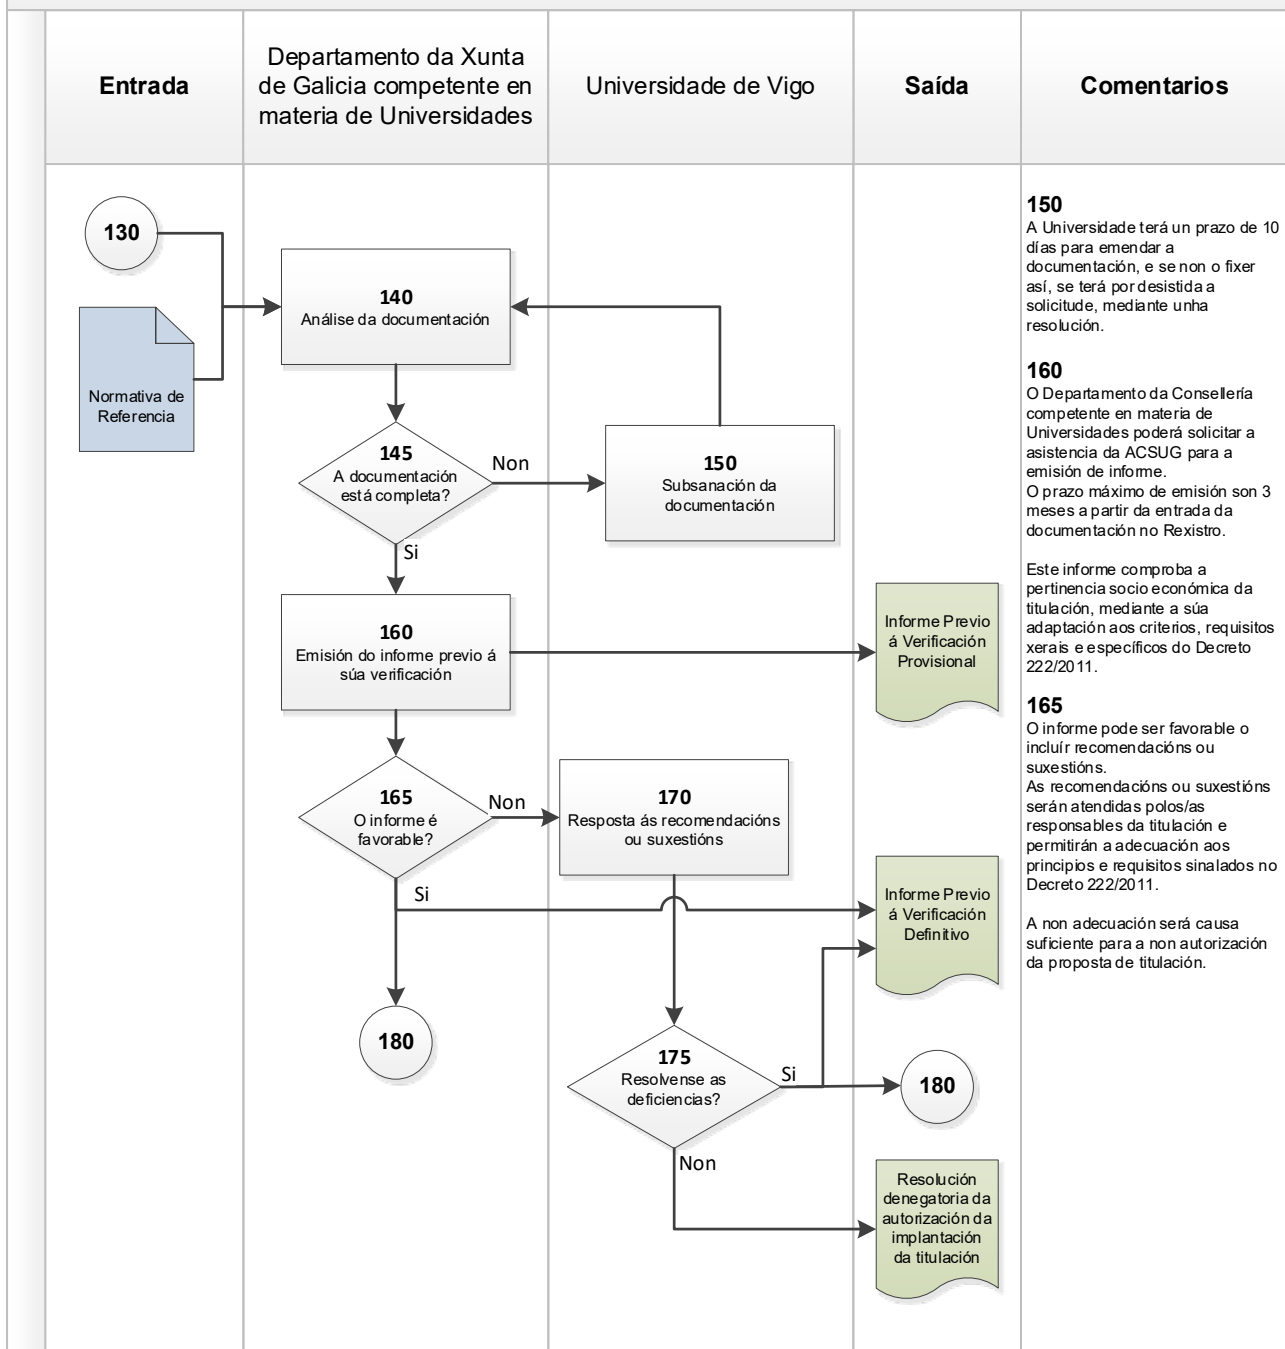 Entrada
Departamento da Xunta
de Galicia competente en
materia de Universidades
Universidade de Vigo
Saída
Comentarios
130
Normativa de
Referencia
140
Análise da documentación
145
A documentación
está completa?
Non
150
Subsanación da
documentación
Si
160
Emisión do informe previo á
súa verificación
Informe Previo
á Verificación
Provisional
165
O informe é
favorable?
Non
170
Resposta ás recomendacións
ou suxestións
Si
Informe Previo
á Verificación
Definitivo
180
175
Resolvense as
deficiencias?
Si
180
Non
Resolución
denegatoria da
autorización da
implantación
da titulación
150
A Universidade terá un prazo de 10
días para emendar a
documentación, e se non o fixer
así, se terá por desistida a
solicitude, mediante unha
resolución.
160
O Departamento da Consellería
competente en materia de
Universidades poderá solicitar a
asistencia da ACSUG para a
emisión de informe.
O prazo máximo de emisión son 3
meses a partir da entrada da
documentación no Rexistro.
Este informe comproba a
pertinencia socio económica da
titulación, mediante a súa
adaptación aos criterios, requisitos
xerais e específicos do Decreto
222/2011.
165
O informe pode ser favorable o
incluír recomendacións ou
suxestións.
As recomendacións ou suxestións
serán atendidas polos/as
responsables da titulación e
permitirán a adecuación aos
principios e requisitos sinalados no
Decreto 222/2011.
A non adecuación será causa
suficiente para a non autorización
da proposta de titulación.